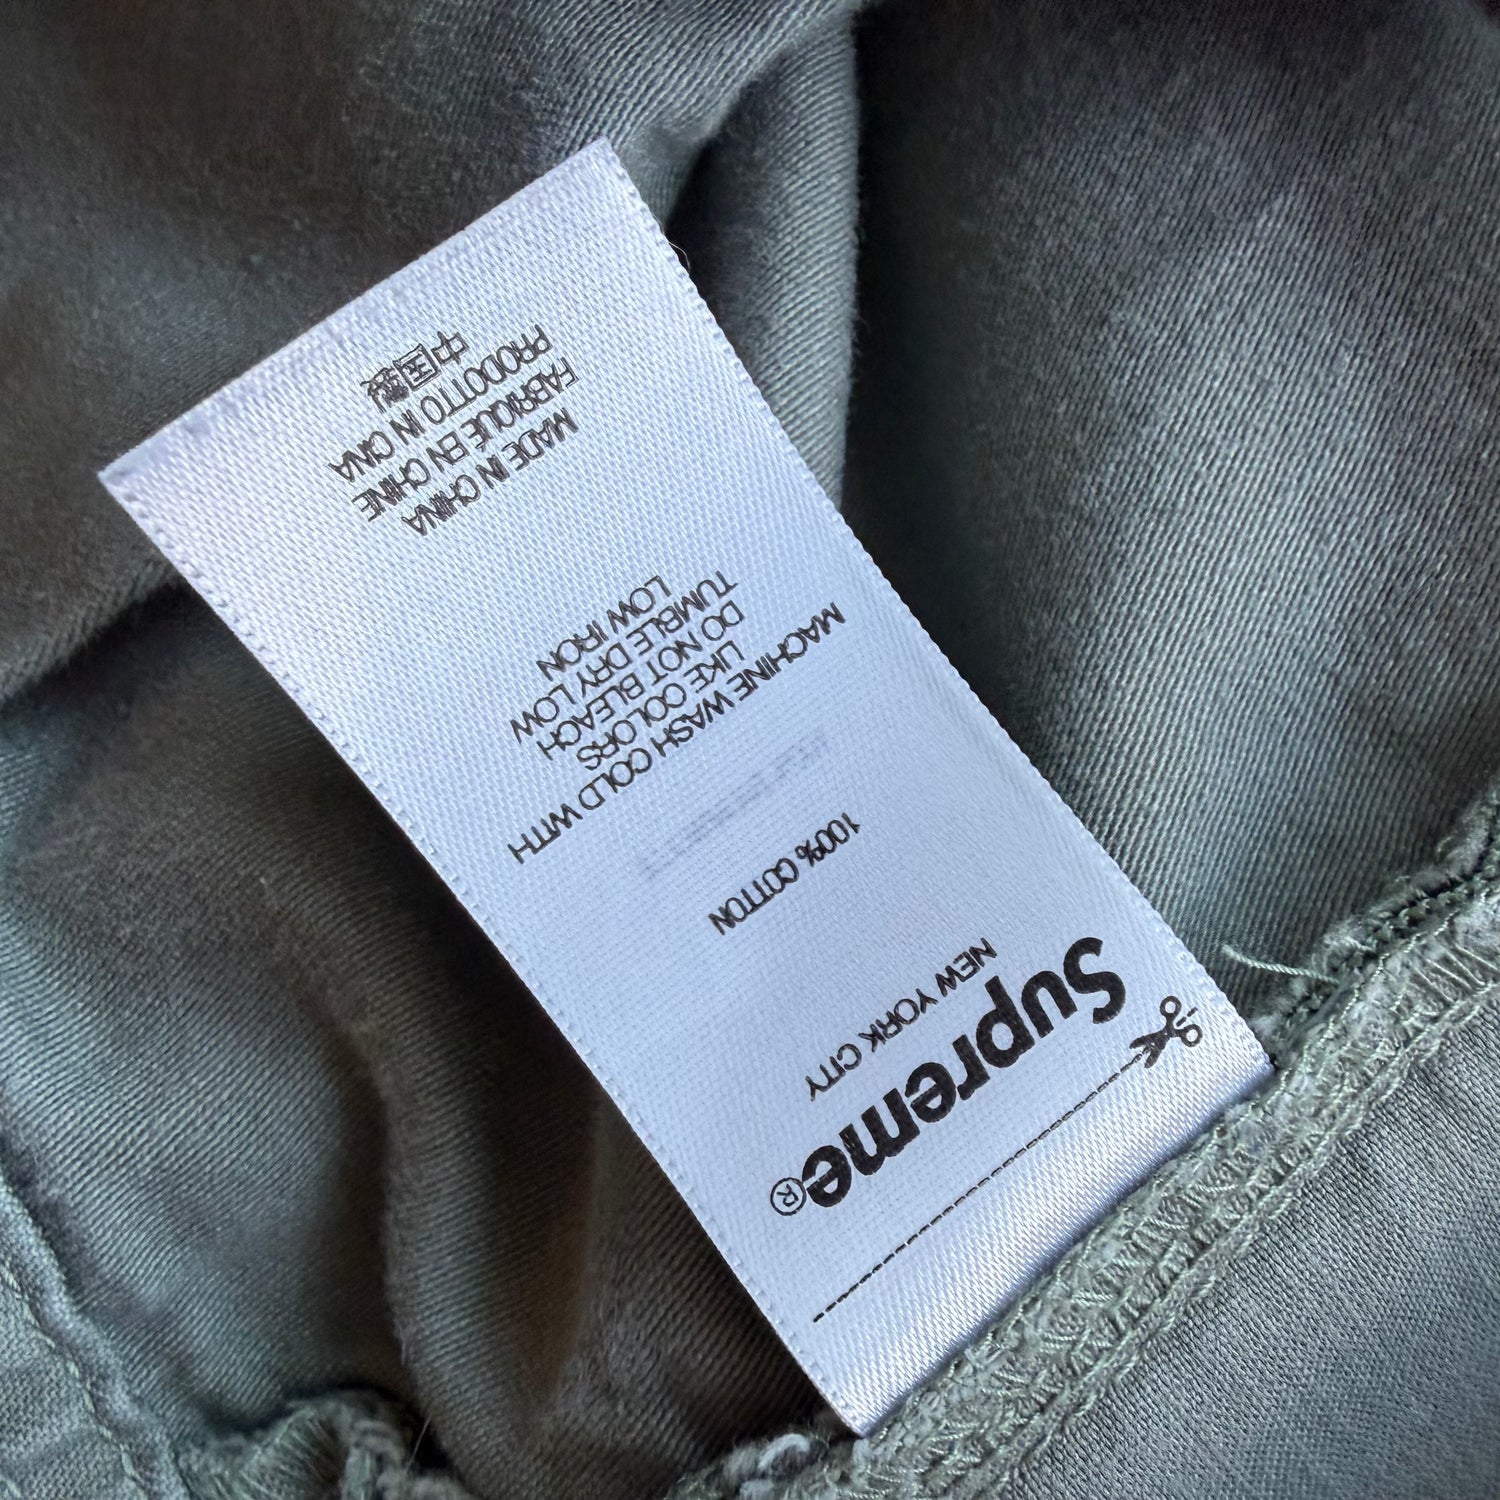 Supreme®
NEW YORK CITY
100% COTTON
MACHINE WASH COLD WITH
LIKE COLORS
DO NOT BLEACH
TUMBLE DRY LOW
LOW IRON
MADE IN CHINA
FABRIQUÉ EN CHINE
PRODOTTO IN CINA
中国製